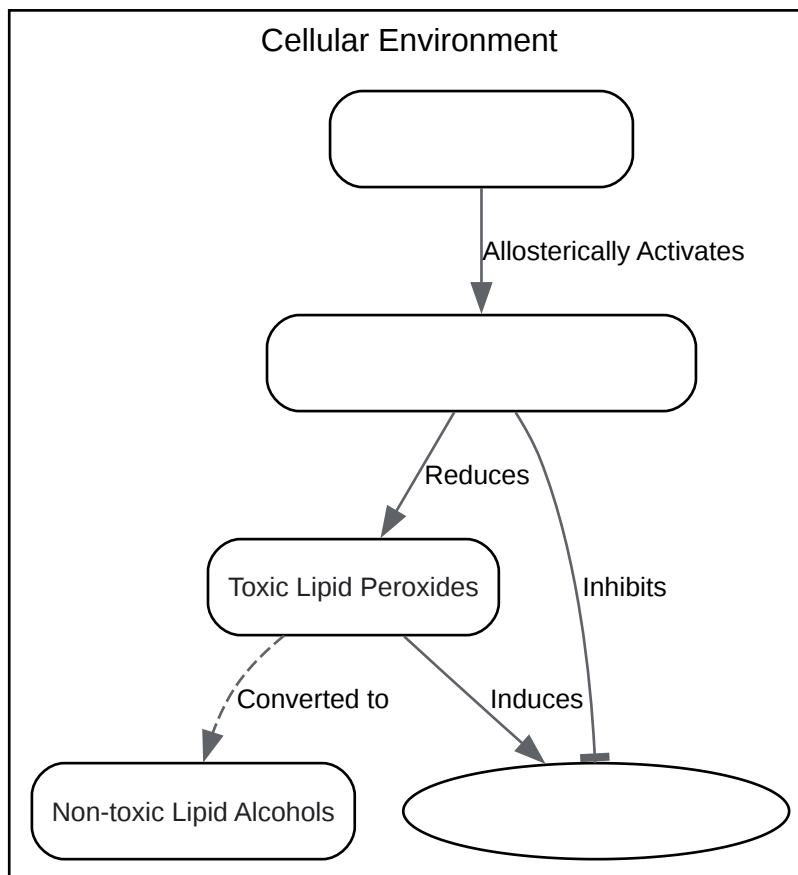 Cellular Environment
Allosterically Activates
Reduces
Toxic Lipid Peroxides
Inhibits
Converted to
Induces
Non-toxic Lipid Alcohols